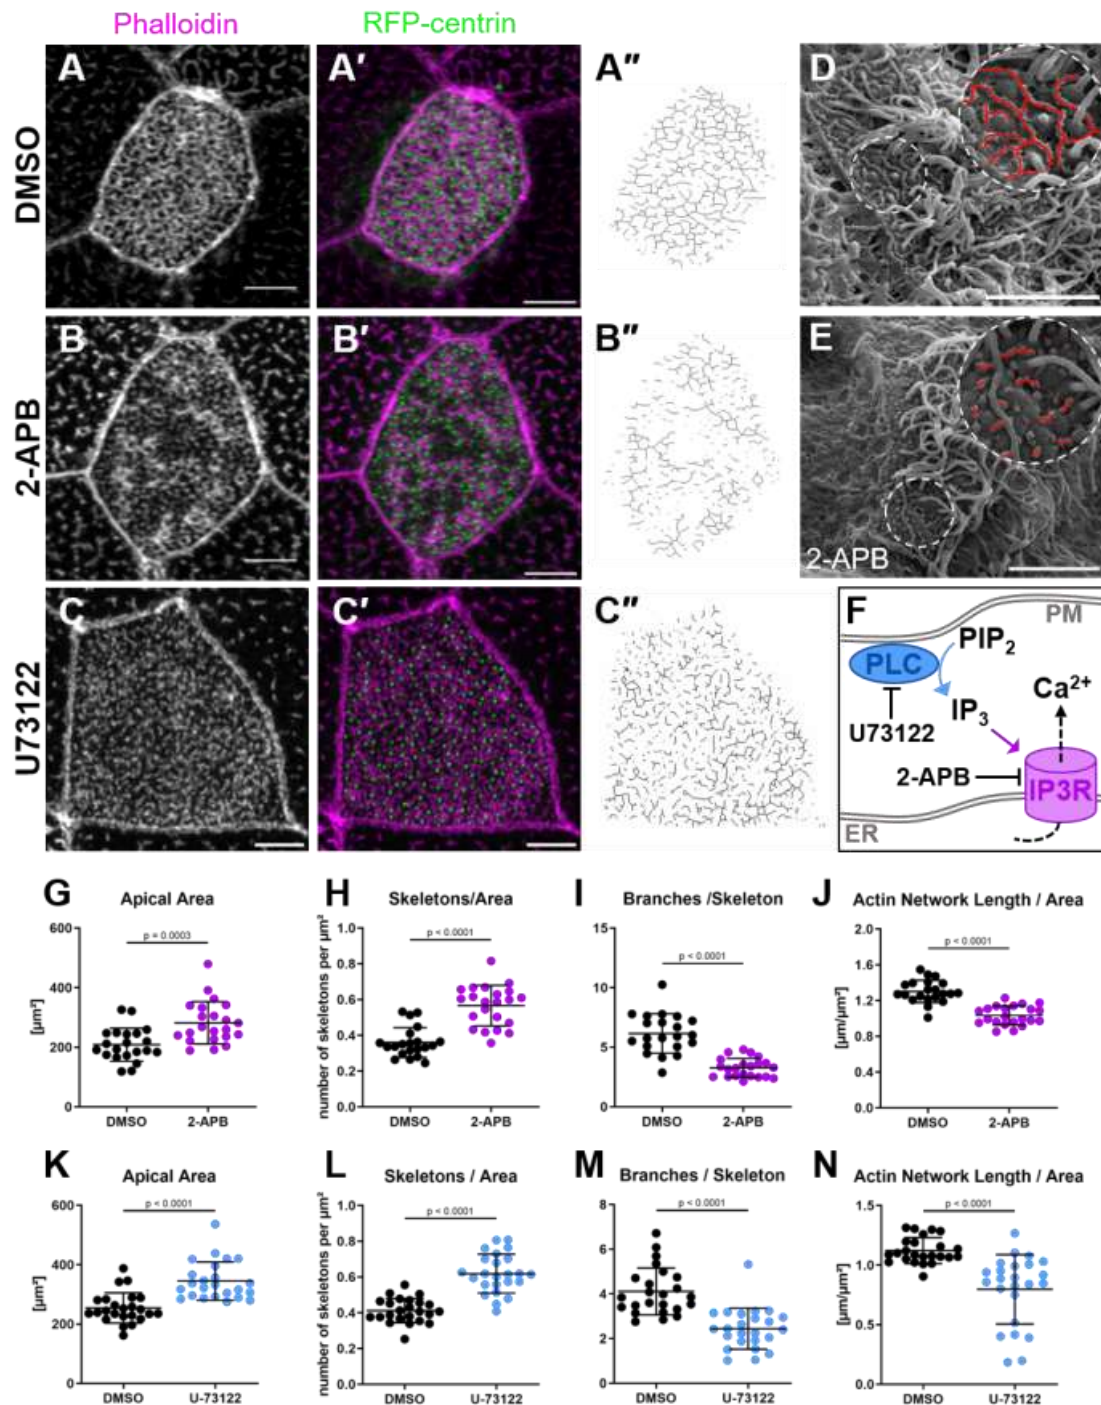 Phalloidin RFP-centrin
DMSO
A A′ A″ D
2-APB
B B′ B″ E
2-APB
U73122
C C′ C″ F
PM
PIP₂
PLC
Ca²⁺
IP₃
U73122
2-APB
IP3R
ER
G Apical Area
[µm²]
600
400
200
0
p = 0.0003
DMSO 2-APB
H Skeletons/Area
number of skeletons per µm²
1.0
0.8
0.6
0.4
0.2
0.0
p < 0.0001
DMSO 2-APB
I Branches /Skeleton
15
10
5
0
p < 0.0001
DMSO 2-APB
J Actin Network Length / Area
[µm/µm²]
2.0
1.6
1.2
0.8
0.4
0.0
p < 0.0001
DMSO 2-APB
K Apical Area
[µm²]
600
400
200
0
p < 0.0001
DMSO U-73122
L Skeletons / Area
number of skeletons per µm²
1.0
0.8
0.6
0.4
0.2
0.0
p < 0.0001
DMSO U-73122
M Branches / Skeleton
8
6
4
2
0
p < 0.0001
DMSO U-73122
N Actin Network Length / Area
[µm/µm²]
1.5
1.0
0.5
0.0
p < 0.0001
DMSO U-73122